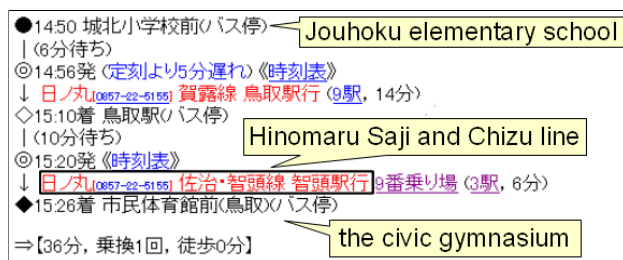 ●14:50 城北小学校前(バス停)
Jouhoku elementary school
| (6分待ち)
◎14:56発 (定刻より5分遅れ) 《時刻表》
↓ 日ノ丸[0857-22-5155] 賀露線 鳥取駅行 (9駅, 14分)
◇15:10着 鳥取駅(バス停)
| (10分待ち)
Hinomaru Saji and Chizu line
◎15:20発 《時刻表》
↓ 日ノ丸[0857-22-5155] 佐治・智頭線 智頭駅行 9番乗り場 (3駅, 6分)
◆15:26着 市民体育館前(鳥取)(バス停)
the civic gymnasium
⇒【36分, 乗換1回, 徒歩0分】